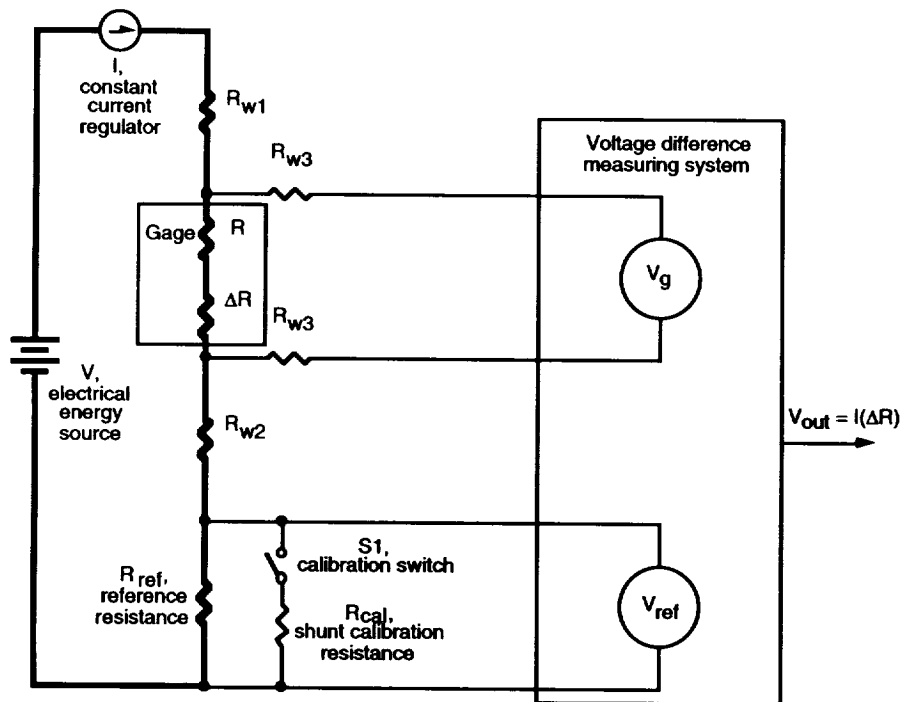 I,
constant
current
regulator
Rw1
Rw3
Voltage difference
measuring system
Gage
R
Vg
ΔR
Rw3
V,
electrical
energy
source
Rw2
Vout = I(ΔR)
S1,
calibration switch
Rref,
reference
resistance
Rcal,
shunt calibration
resistance
Vref